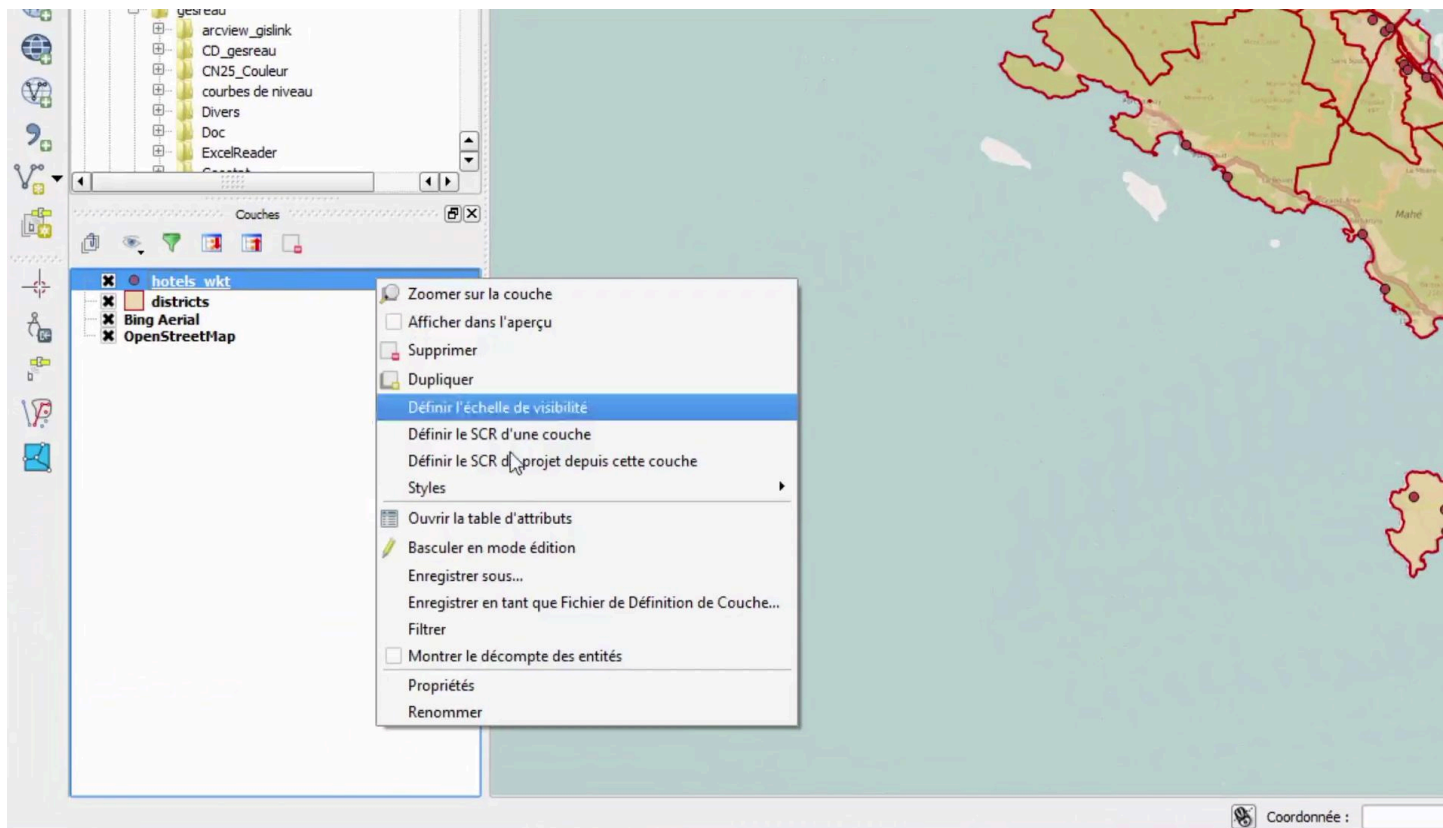 gesreau
arcview_gislink
CD_gesreau
CN25_Couleur
courbes de niveau
Divers
Doc
ExcelReader
Couches
hotels_wkt
districts
Bing Aerial
OpenStreetMap
Zoomer sur la couche
Afficher dans l'aperçu
Supprimer
Dupliquer
Définir l'échelle de visibilité
Définir le SCR d'une couche
Définir le SCR du projet depuis cette couche
Styles
Ouvrir la table d'attributs
Basculer en mode édition
Enregistrer sous...
Enregistrer en tant que Fichier de Définition de Couche...
Filtrer
Montrer le décompte des entités
Propriétés
Renommer
Mahé
Coordonnée :